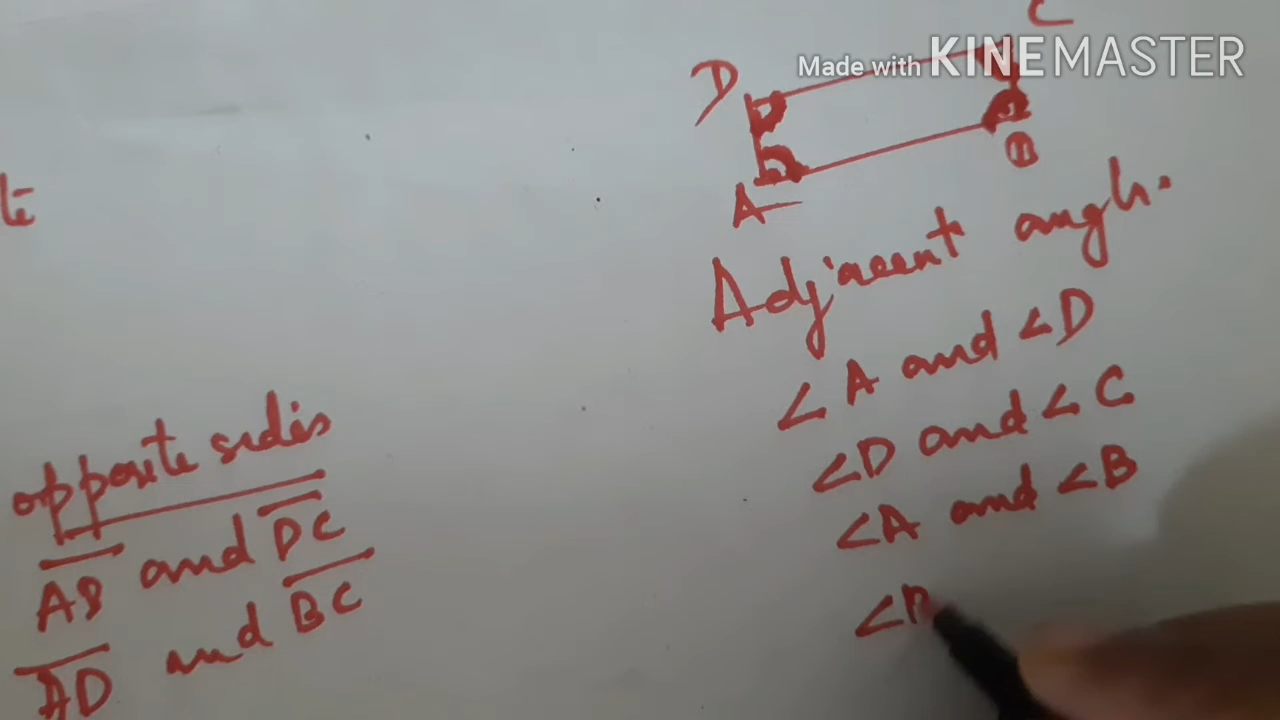 Made with KINEMASTER
C
D
B
A
Adjacent angle.
∠A and ∠D
∠D and ∠C
∠A and ∠B
∠B
opposite sides
AB and DC
AD and BC